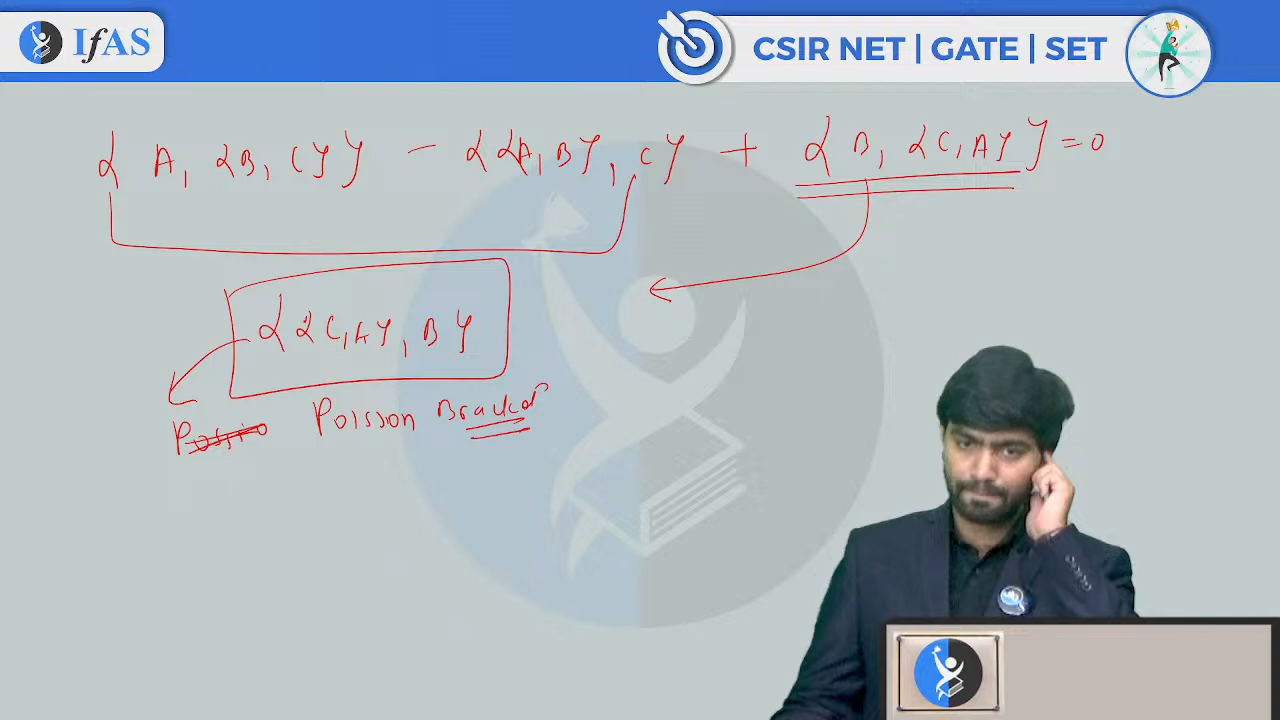 IfAS
CSIR NET | GATE | SET
{ A, {B, C}} - {{A, B}, C} + { B, {C, A}} = 0
{{C, A}, B}
Poisson Bracket